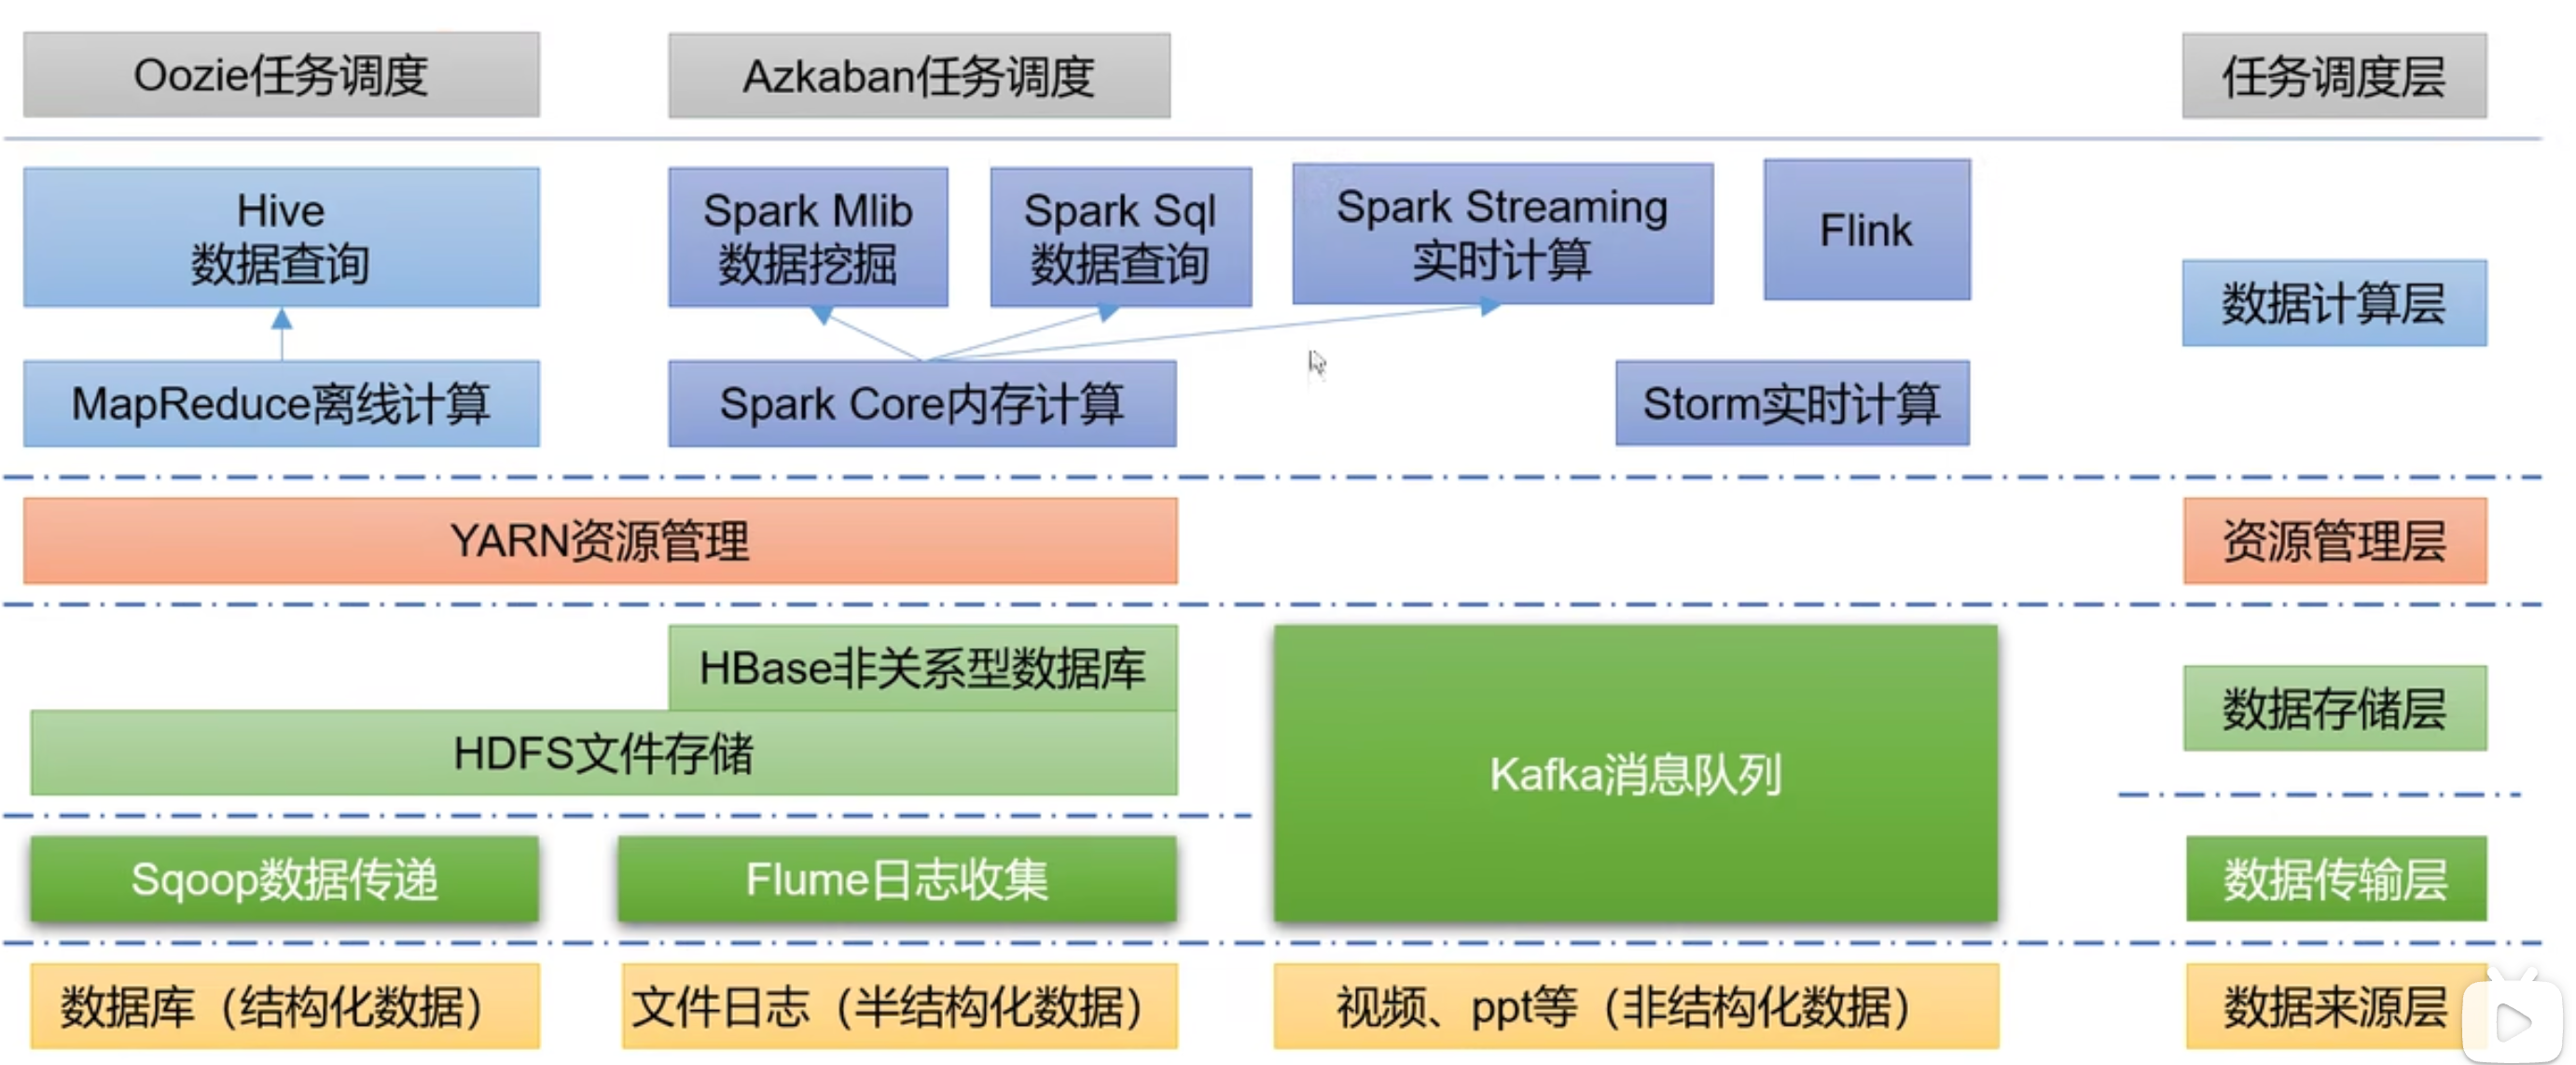 Oozie任务调度
Azkaban任务调度
任务调度层
Hive
数据查询
Spark Mlib
数据挖掘
Spark Sql
数据查询
Spark Streaming
实时计算
Flink
数据计算层
MapReduce离线计算
Spark Core内存计算
Storm实时计算
YARN资源管理
资源管理层
HBase非关系型数据库
HDFS文件存储
Kafka消息队列
数据存储层
Sqoop数据传递
Flume日志收集
数据传输层
数据库（结构化数据）
文件日志（半结构化数据）
视频、ppt等（非结构化数据）
数据来源层